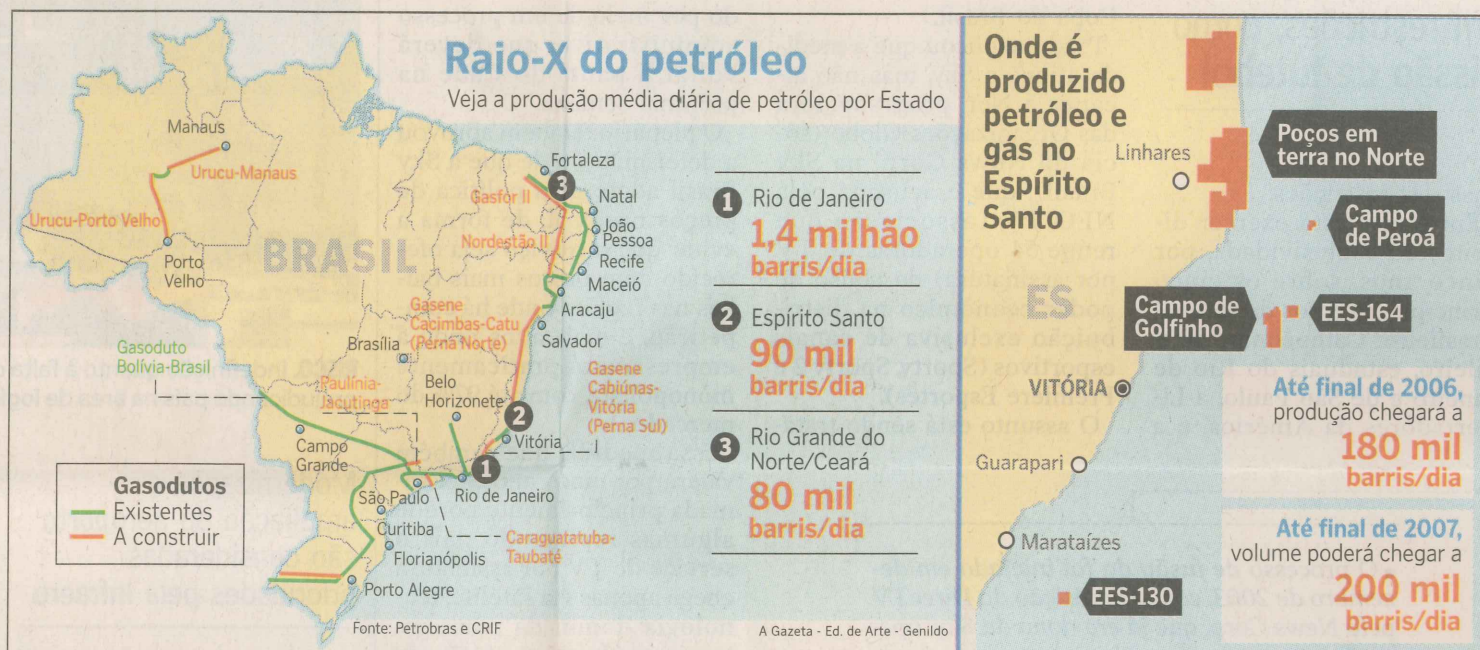 Raio-X do petróleo
Veja a produção média diária de petróleo por Estado
Manaus
Urucu-Manaus
Urucu-Porto Velho
Porto
Velho
BRASIL
Fortaleza
3
Gasfor II
Natal
João
Pessoa
Nordestão II
Recife
Maceió
Aracaju
Salvador
Gasene
Cacimbas-Catu
(Perna Norte)
Brasília
Gasoduto
Bolívia-Brasil
Paulínia-
Jacutinga
Belo
Horizonete
Gasene
Cabiúnas-
Vitória
(Perna Sul)
2
Vitória
Campo
Grande
1
São Paulo
Rio de Janeiro
Curitiba
Florianópolis
Caraguatatuba-
Taubaté
Porto Alegre
Gasodutos
Existentes
A construir
Fonte: Petrobras e CRIF
1 Rio de Janeiro
1,4 milhão
barris/dia
2 Espírito Santo
90 mil
barris/dia
3 Rio Grande do
Norte/Ceará
80 mil
barris/dia
A Gazeta - Ed. de Arte - Genildo
Onde é
produzido
petróleo e
gás no
Espírito
Santo
Linhares
Poços em
terra no Norte
Campo
de Peroá
ES
Campo de
Golfinho
EES-164
VITÓRIA
Guarapari
Marataízes
EES-130
Até final de 2006,
produção chegará a
180 mil
barris/dia
Até final de 2007,
volume poderá chegar a
200 mil
barris/dia